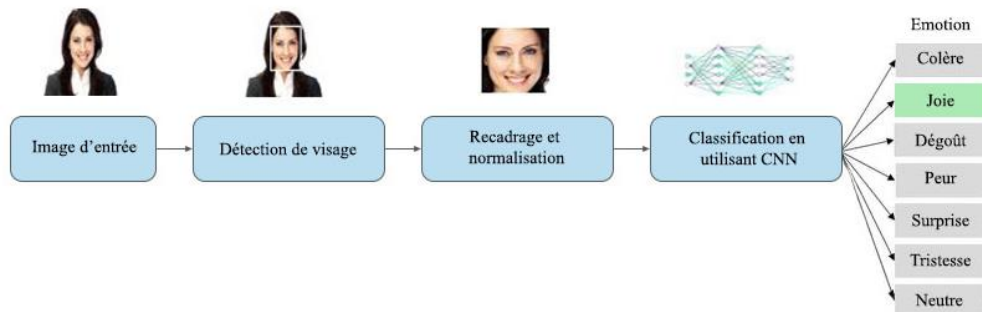 Emotion
Image d'entrée
Détection de visage
Recadrage et
normalisation
Classification en
utilisant CNN
Colère
Joie
Dégoût
Peur
Surprise
Tristesse
Neutre